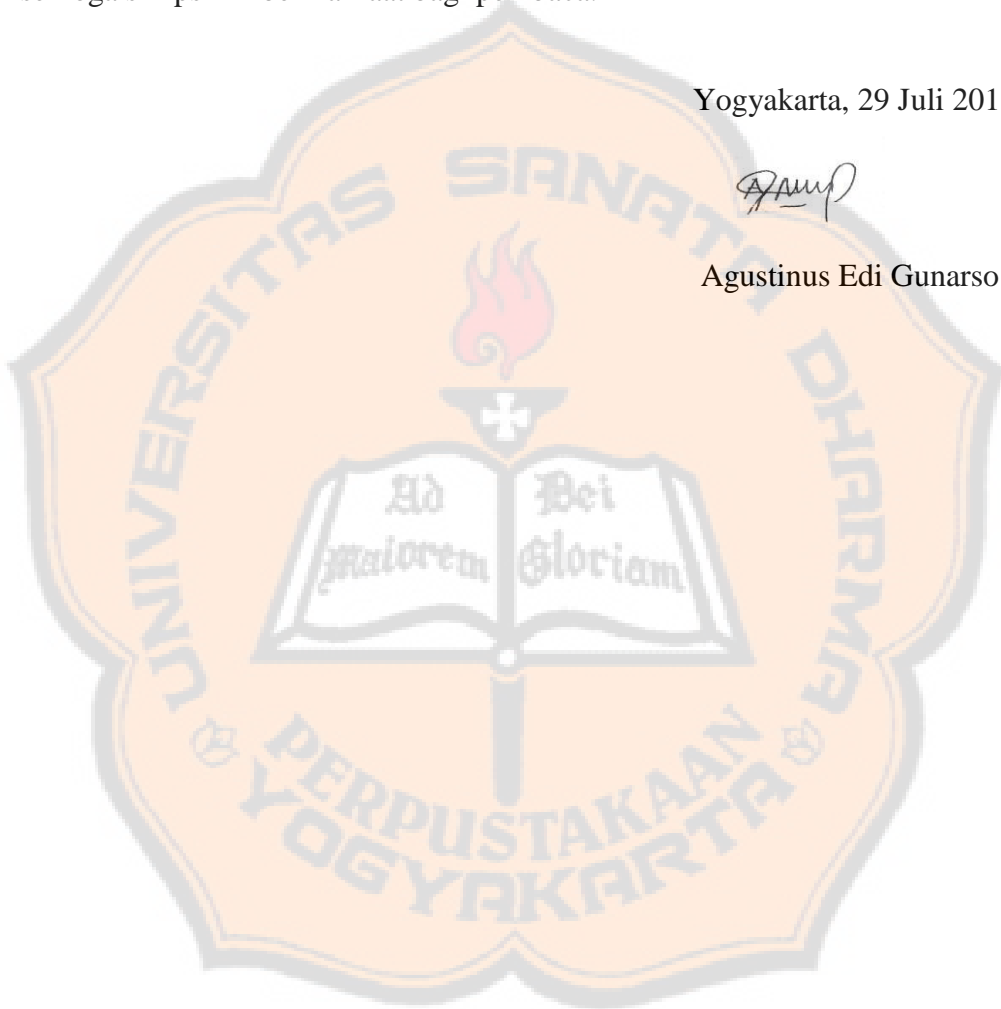 Yogyakarta, 29 Juli 201
Agustinus Edi Gunarso
UNIVERSITAS SANATA DHARMA
Ad Dei
Maiorem Gloriam
PERPUSTAKAAN
YOGYAKARTA